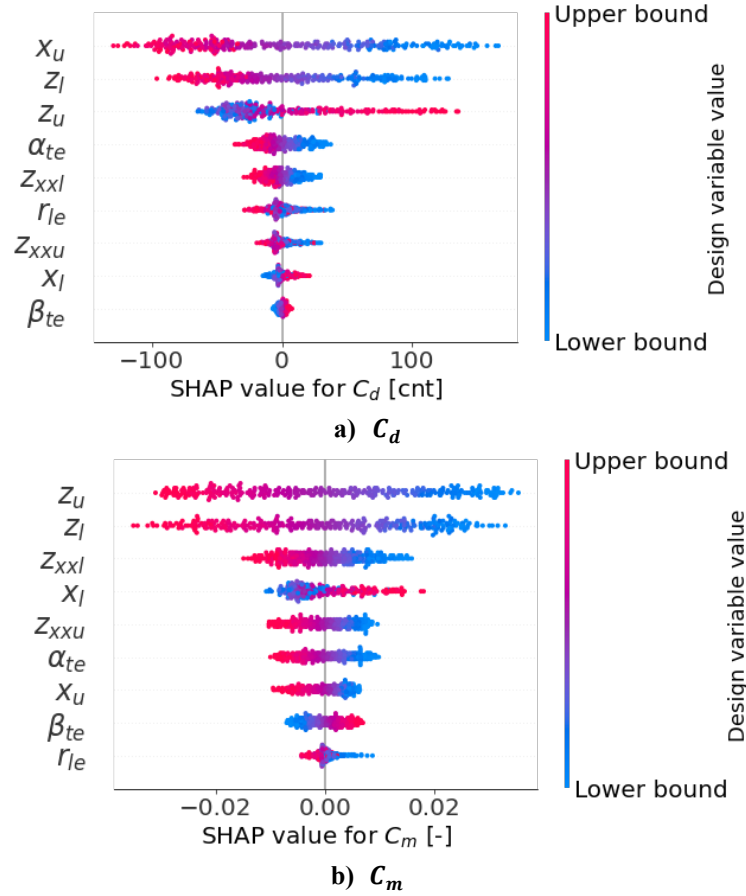 Upper bound
x_u
z_l
z_u
α_te
z_xxl
r_le
z_xxu
x_l
β_te
Design variable value
Lower bound
−100 0 100
SHAP value for C_d [cnt]
a) C_d
Upper bound
z_u
z_l
z_xxl
x_l
z_xxu
α_te
x_u
β_te
r_le
Design variable value
Lower bound
−0.02 0.00 0.02
SHAP value for C_m [-]
b) C_m